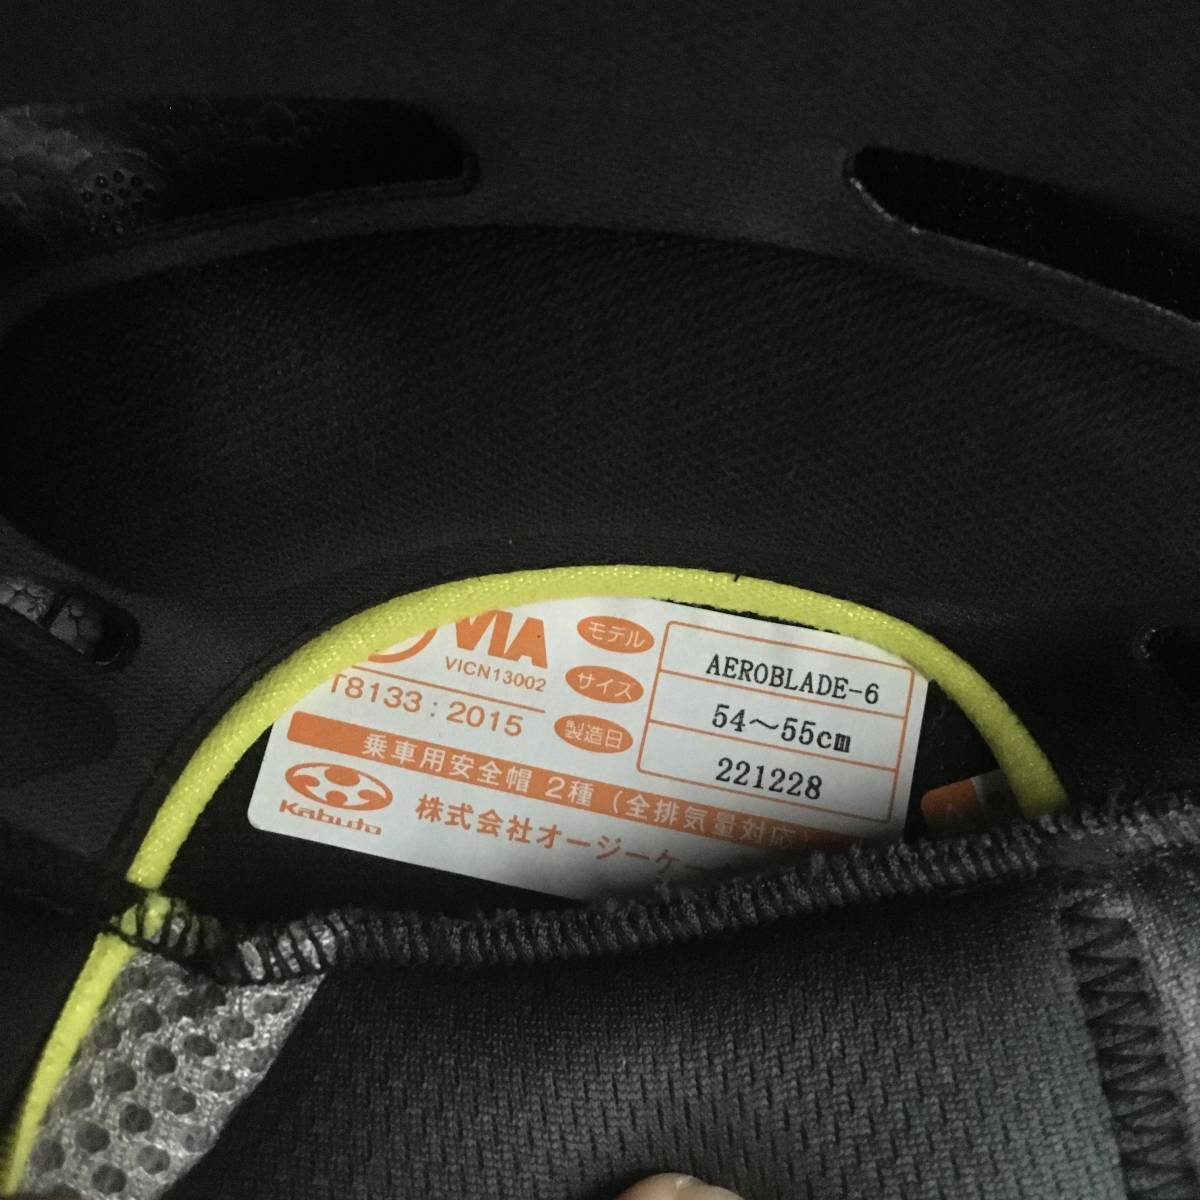 VIA
VICN13002
T8133:2015
モデル
AEROBLADE-6
サイズ
54～55cm
製造日
221228
乗車用安全帽 2種 (全排気量対応)
Kabuto
株式会社オージーケー